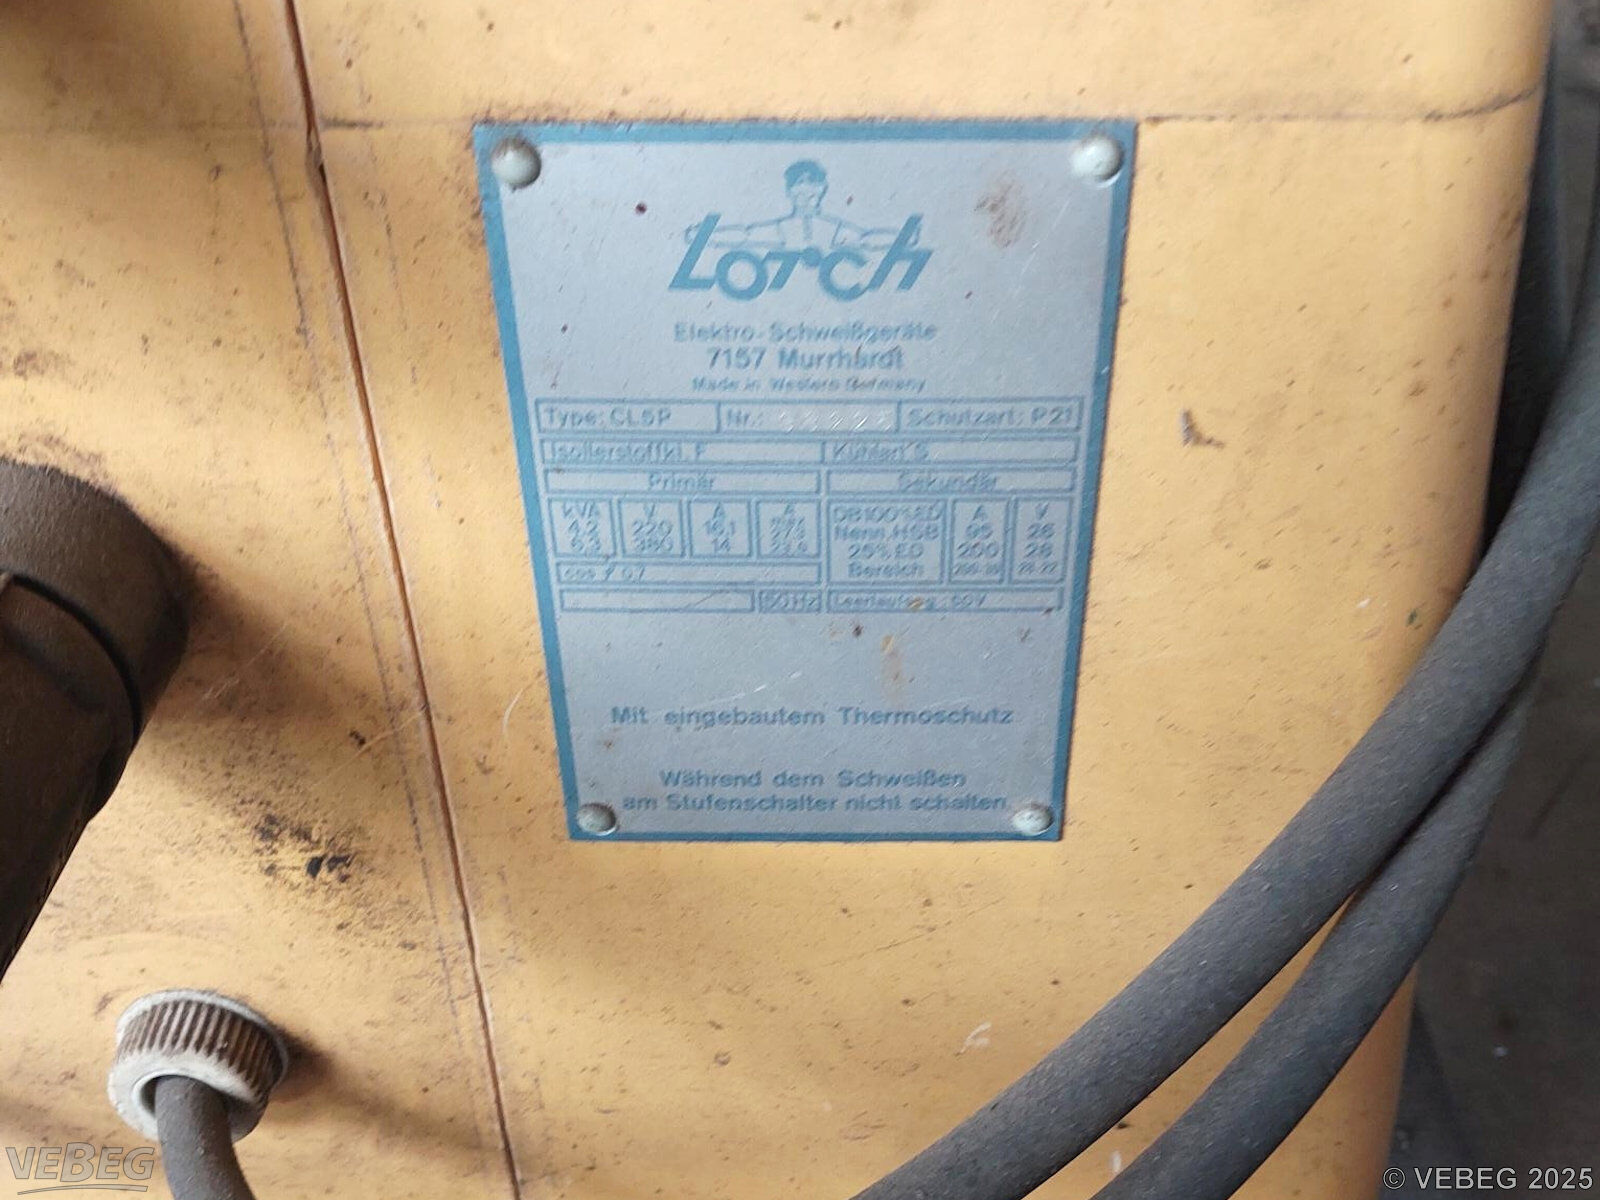 Lorch
Elektro-Schweißgeräte
7157 Murrhardt
Made in Western Germany
Type: CL5P Nr.: Schutzart: P21
Isolierstoffkl. F Kühlart S
Primär Sekundär
kVA V A A DB100%ED A V
4,2 220 Nenn.HSB 95 26
6,3 380 14 25% ED 200 28
Bereich
cos φ 0,7
50Hz Leerlaufspg.:
Mit eingebautem Thermoschutz
Während dem Schweißen
am Stufenschalter nicht schalten.
VEBEG
© VEBEG 2025